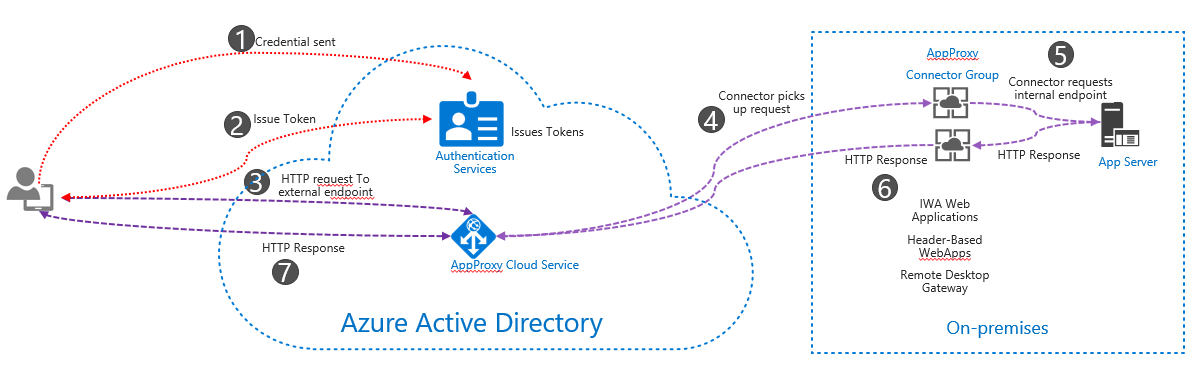 1
Credential sent
2
Issue Token
Issues Tokens
Authentication
Services
3
HTTP request To
external endpoint
HTTP Response
7
AppProxy Cloud Service
Azure Active Directory
4
Connector picks
up request
AppProxy
Connector Group
5
Connector requests
internal endpoint
App Server
HTTP Response
HTTP Response
6
IWA Web
Applications
Header-Based
WebApps
Remote Desktop
Gateway
On-premises